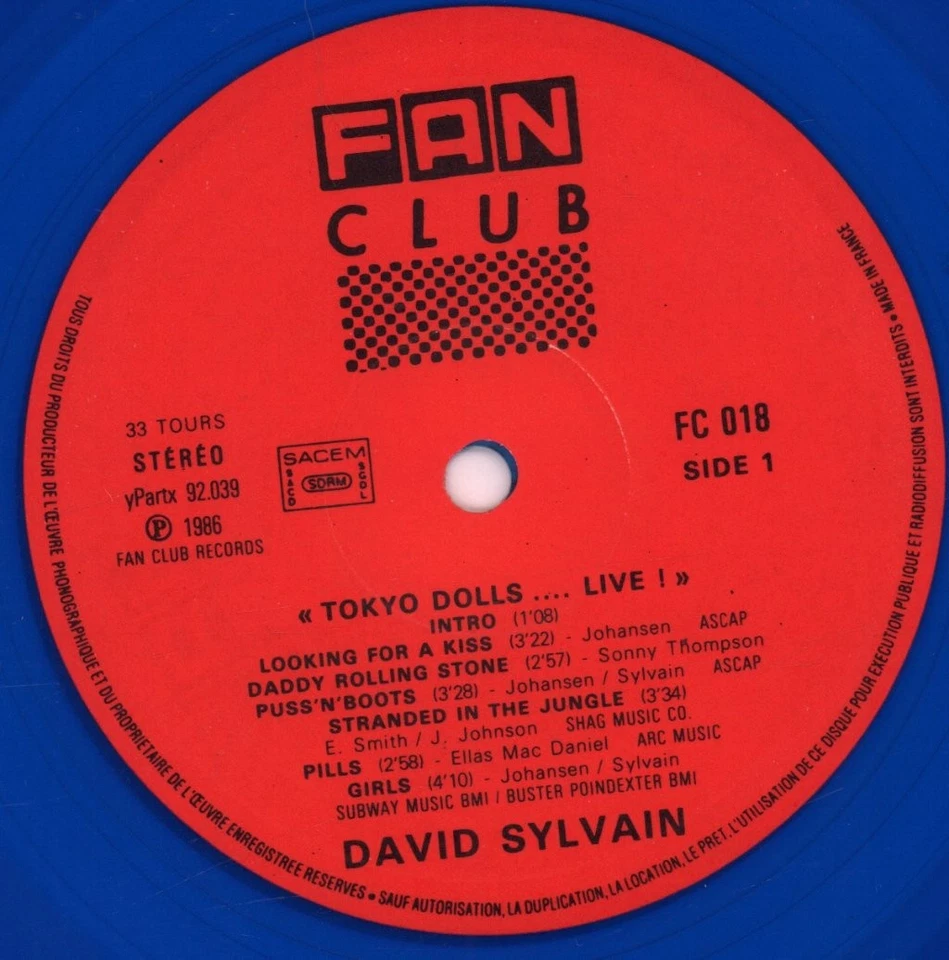 FAN
CLUB
33 TOURS
STÉRÉO
yPartx 92.039
℗ 1986
FAN CLUB RECORDS
SACEM
SACD
SDRM
SGDL
FC 018
SIDE 1
« TOKYO DOLLS .... LIVE ! »
INTRO (1'08)
LOOKING FOR A KISS (3'22) - Johansen ASCAP
DADDY ROLLING STONE (2'57) - Sonny Thompson
PUSS'N'BOOTS (3'28) - Johansen / Sylvain ASCAP
STRANDED IN THE JUNGLE (3'34)
E. Smith / J. Johnson SHAG MUSIC CO.
PILLS (2'58) - Ellas Mac Daniel ARC MUSIC
GIRLS (4'10) - Johansen / Sylvain
SUBWAY MUSIC BMI / BUSTER POINDEXTER BMI
DAVID SYLVAIN
TOUS DROITS DU PRODUCTEUR DE L'ŒUVRE PHONOGRAPHIQUE ET DU PROPRIETAIRE DE L'ŒUVRE ENREGISTREE RESERVES • SAUF AUTORISATION, LA DUPLICATION, LA LOCATION, LE PRET, L'UTILISATION DE CE DISQUE POUR EXECUTION PUBLIQUE ET RADIODIFFUSION SONT INTERDITS • MADE IN FRANCE